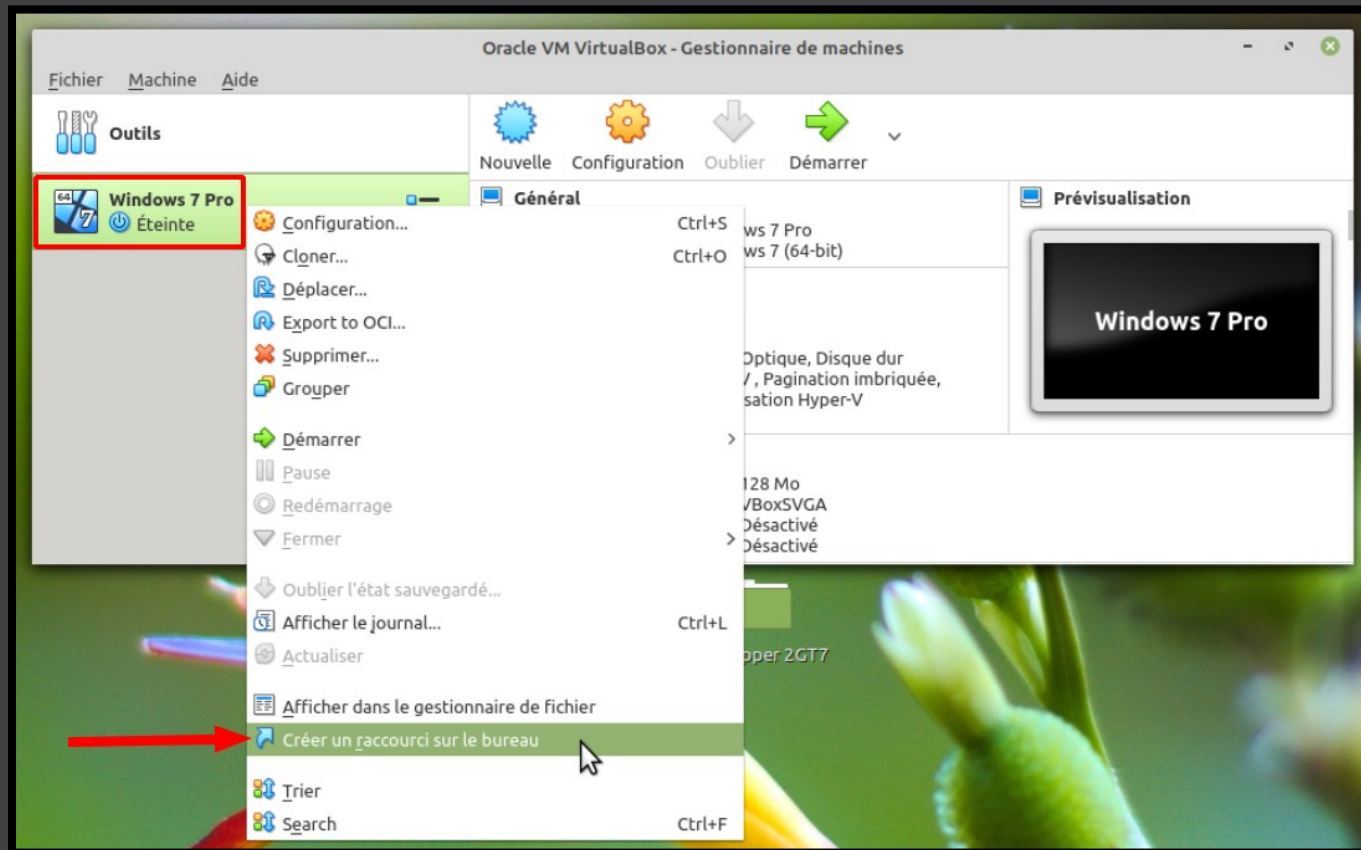 Oracle VM VirtualBox - Gestionnaire de machines
Fichier Machine Aide
Outils
Nouvelle Configuration Oublier Démarrer
64
7
Windows 7 Pro
Éteinte
Général
ws 7 Pro
ws 7 (64-bit)
Optique, Disque dur
, Pagination imbriquée,
sation Hyper-V
128 Mo
VBoxSVGA
Désactivé
Désactivé
Prévisualisation
Windows 7 Pro
Configuration... Ctrl+S
Cloner... Ctrl+O
Déplacer...
Export to OCI...
Supprimer...
Grouper
Démarrer
Pause
Redémarrage
Fermer
Oublier l'état sauvegardé...
Afficher le journal... Ctrl+L
Actualiser
Afficher dans le gestionnaire de fichier
Créer un raccourci sur le bureau
Trier
Search Ctrl+F
pper 2GT7